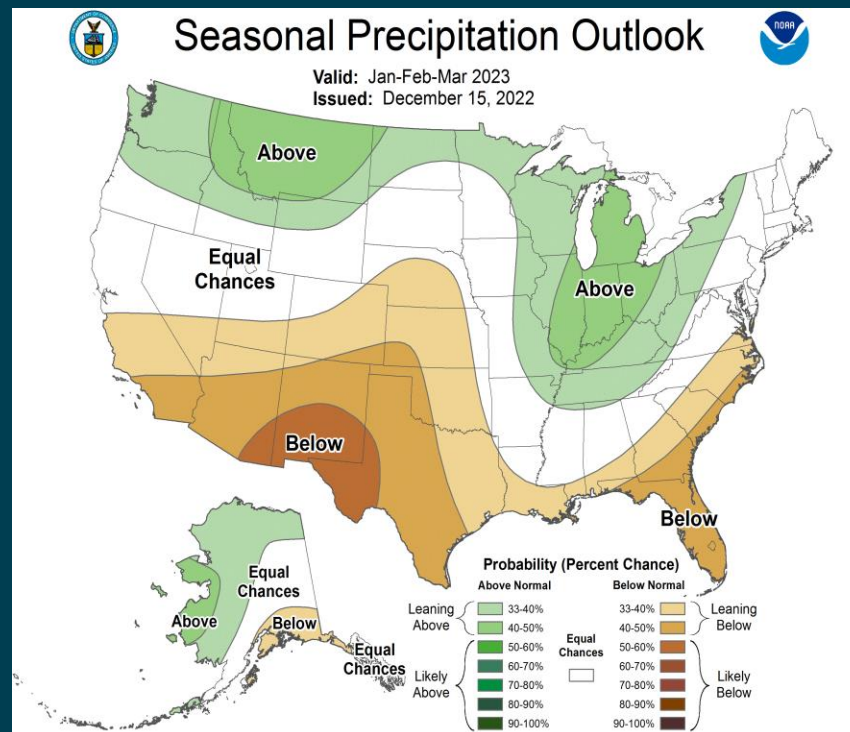 Seasonal Precipitation Outlook
NOAA
Valid: Jan-Feb-Mar 2023
Issued: December 15, 2022
Above
Equal
Chances
Above
Below
Below
Equal
Chances
Above
Below
Equal
Chances
Probability (Percent Chance)
Above Normal
Below Normal
Leaning
Above
33-40%
40-50%
Likely
Above
50-60%
60-70%
70-80%
80-90%
90-100%
Equal
Chances
33-40%
40-50%
Leaning
Below
50-60%
60-70%
70-80%
80-90%
90-100%
Likely
Below